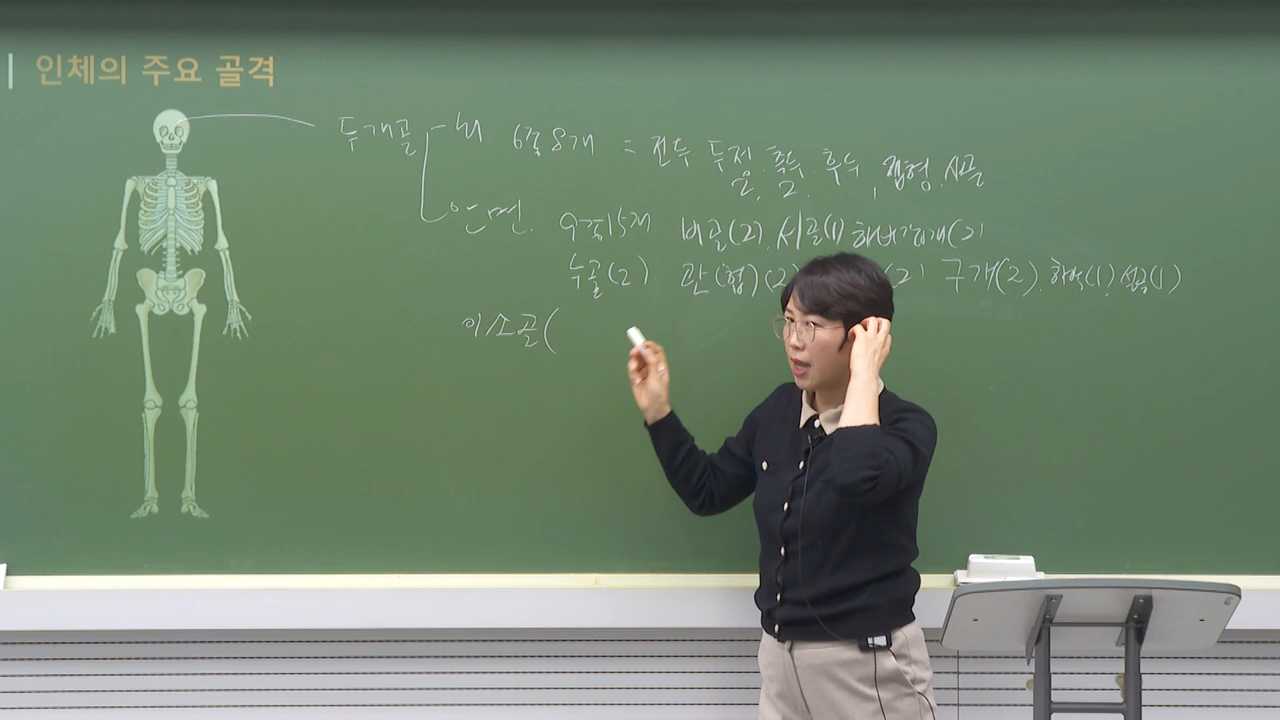 인체의 주요 골격
두개골 - 뇌 6종 8개 = 전두 두정 측두 후두, 접형, 사골
2, 2
안면. 9종 15개 비골(2), 서골(1) 하비갑개(2)
누골(2) 관(협)(2 (2) 구개(2), 하악(1), 설골(1)
이소골(